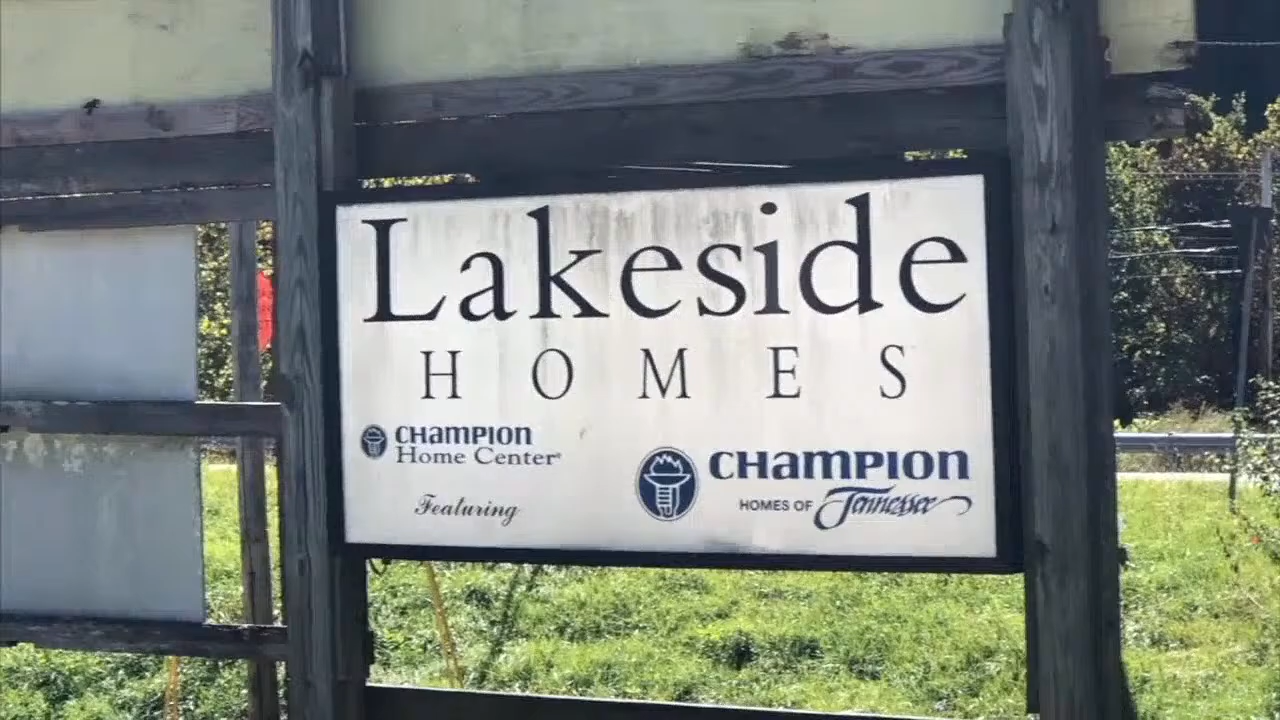 Lakeside
HOMES
CHAMPION
Home Center®
Featuring
CHAMPION
HOMES OF Tennessee